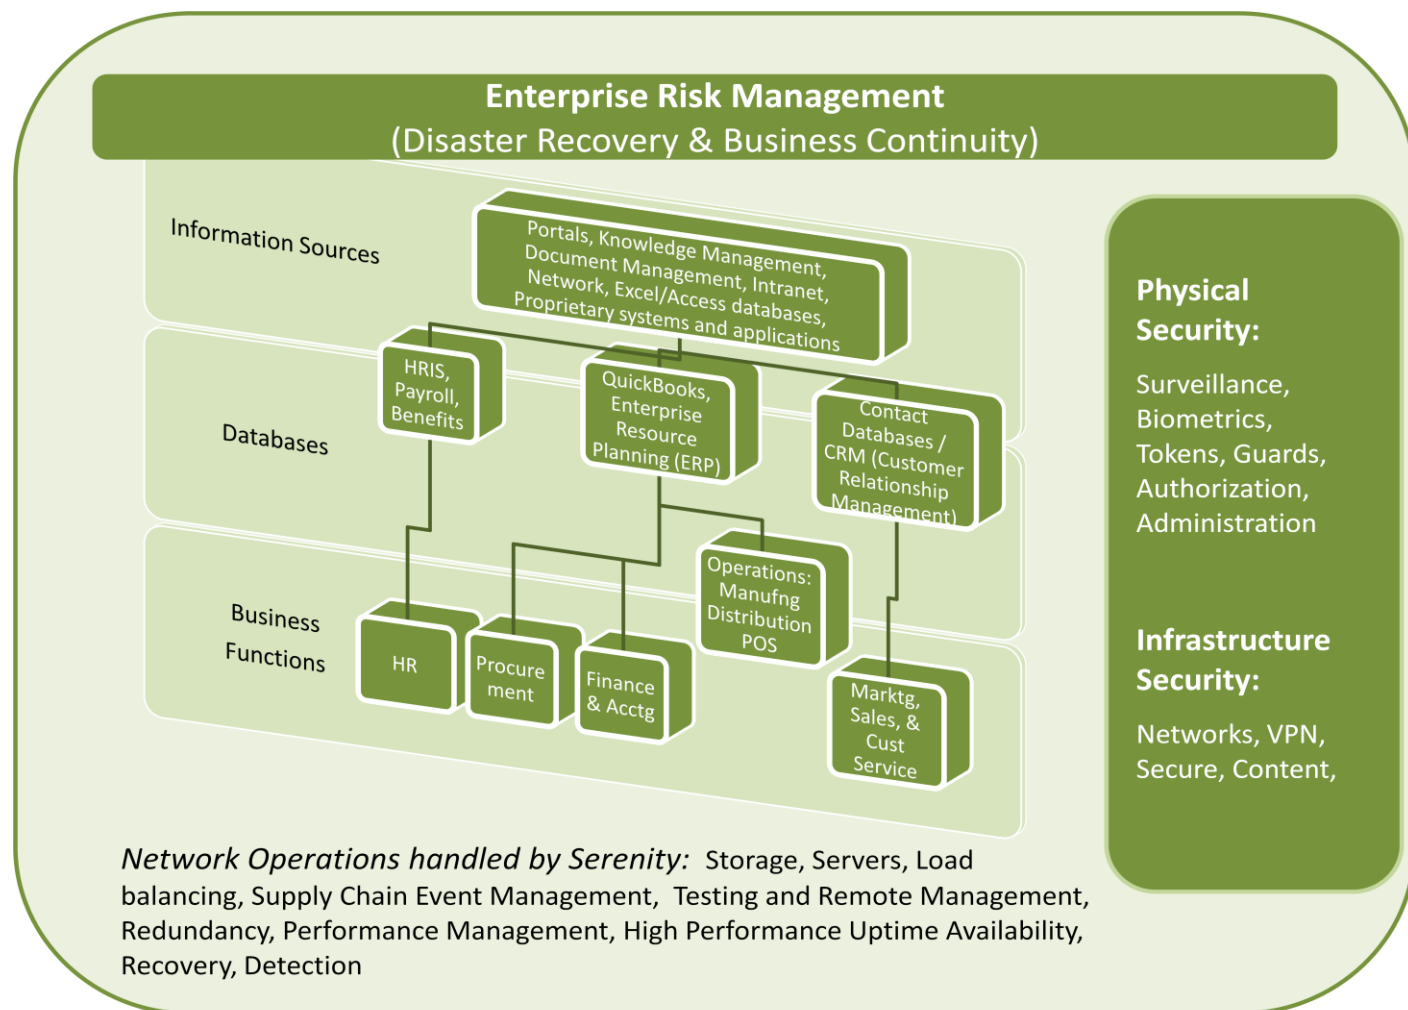 Enterprise Risk Management
(Disaster Recovery & Business Continuity)
Information Sources
Portals, Knowledge Management,
Document Management, Intranet,
Network, Excel/Access databases,
Proprietary systems and applications
Databases
HRIS,
Payroll,
Benefits
QuickBooks,
Enterprise
Resource
Planning (ERP)
Contact
Databases /
CRM (Customer
Relationship
Management)
Business
Functions
HR
Procure
ment
Finance
& Acctg
Operations:
Manufng
Distribution
POS
Marktg,
Sales, &
Cust
Service
Physical
Security:
Surveillance,
Biometrics,
Tokens, Guards,
Authorization,
Administration
Infrastructure
Security:
Networks, VPN,
Secure, Content,
Network Operations handled by Serenity: Storage, Servers, Load
balancing, Supply Chain Event Management, Testing and Remote Management,
Redundancy, Performance Management, High Performance Uptime Availability,
Recovery, Detection